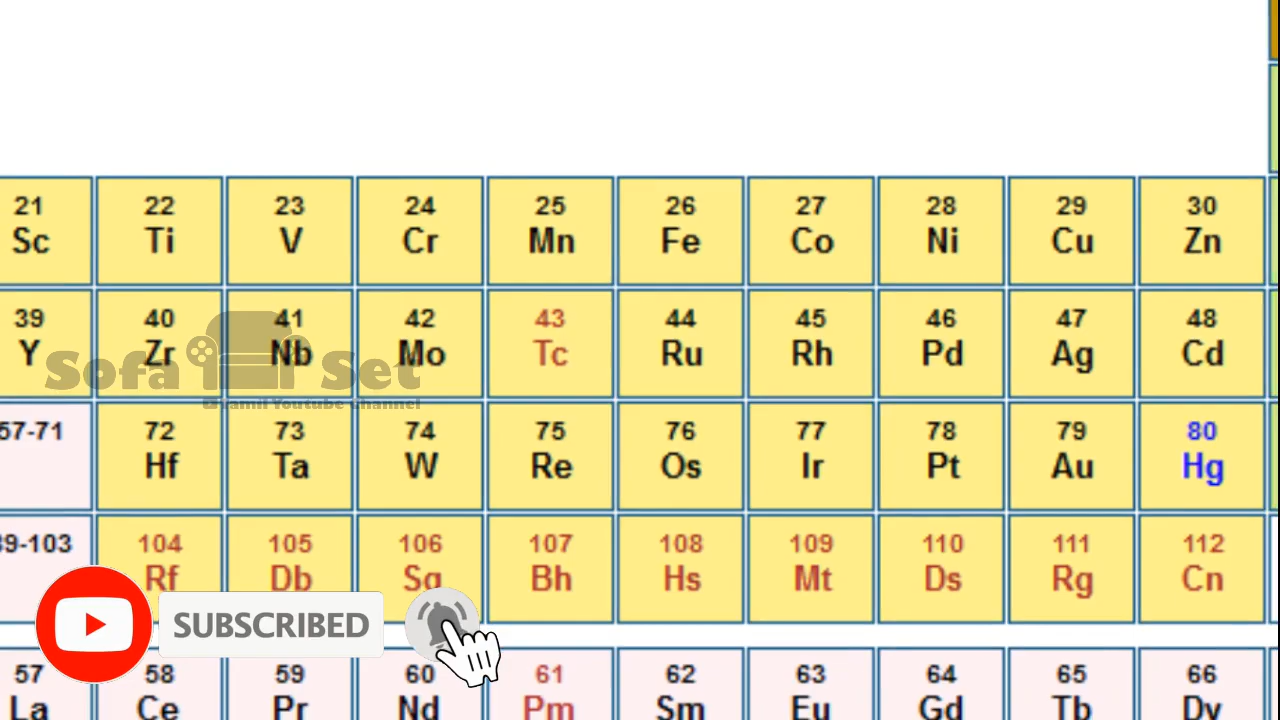 21 22 23 24 25 26 27 28 29 30
Sc Ti V Cr Mn Fe Co Ni Cu Zn
39 40 41 42 43 44 45 46 47 48
Y Zr Nb Mo Tc Ru Rh Pd Ag Cd
Sofa Set
Tamil Youtube Channel
57-71 72 73 74 75 76 77 78 79 80
Hf Ta W Re Os Ir Pt Au Hg
89-103 104 105 106 107 108 109 110 111 112
Rf Db Sg Bh Hs Mt Ds Rg Cn
SUBSCRIBED
57 58 59 60 61 62 63 64 65 66
La Ce Pr Nd Pm Sm Eu Gd Tb Dy